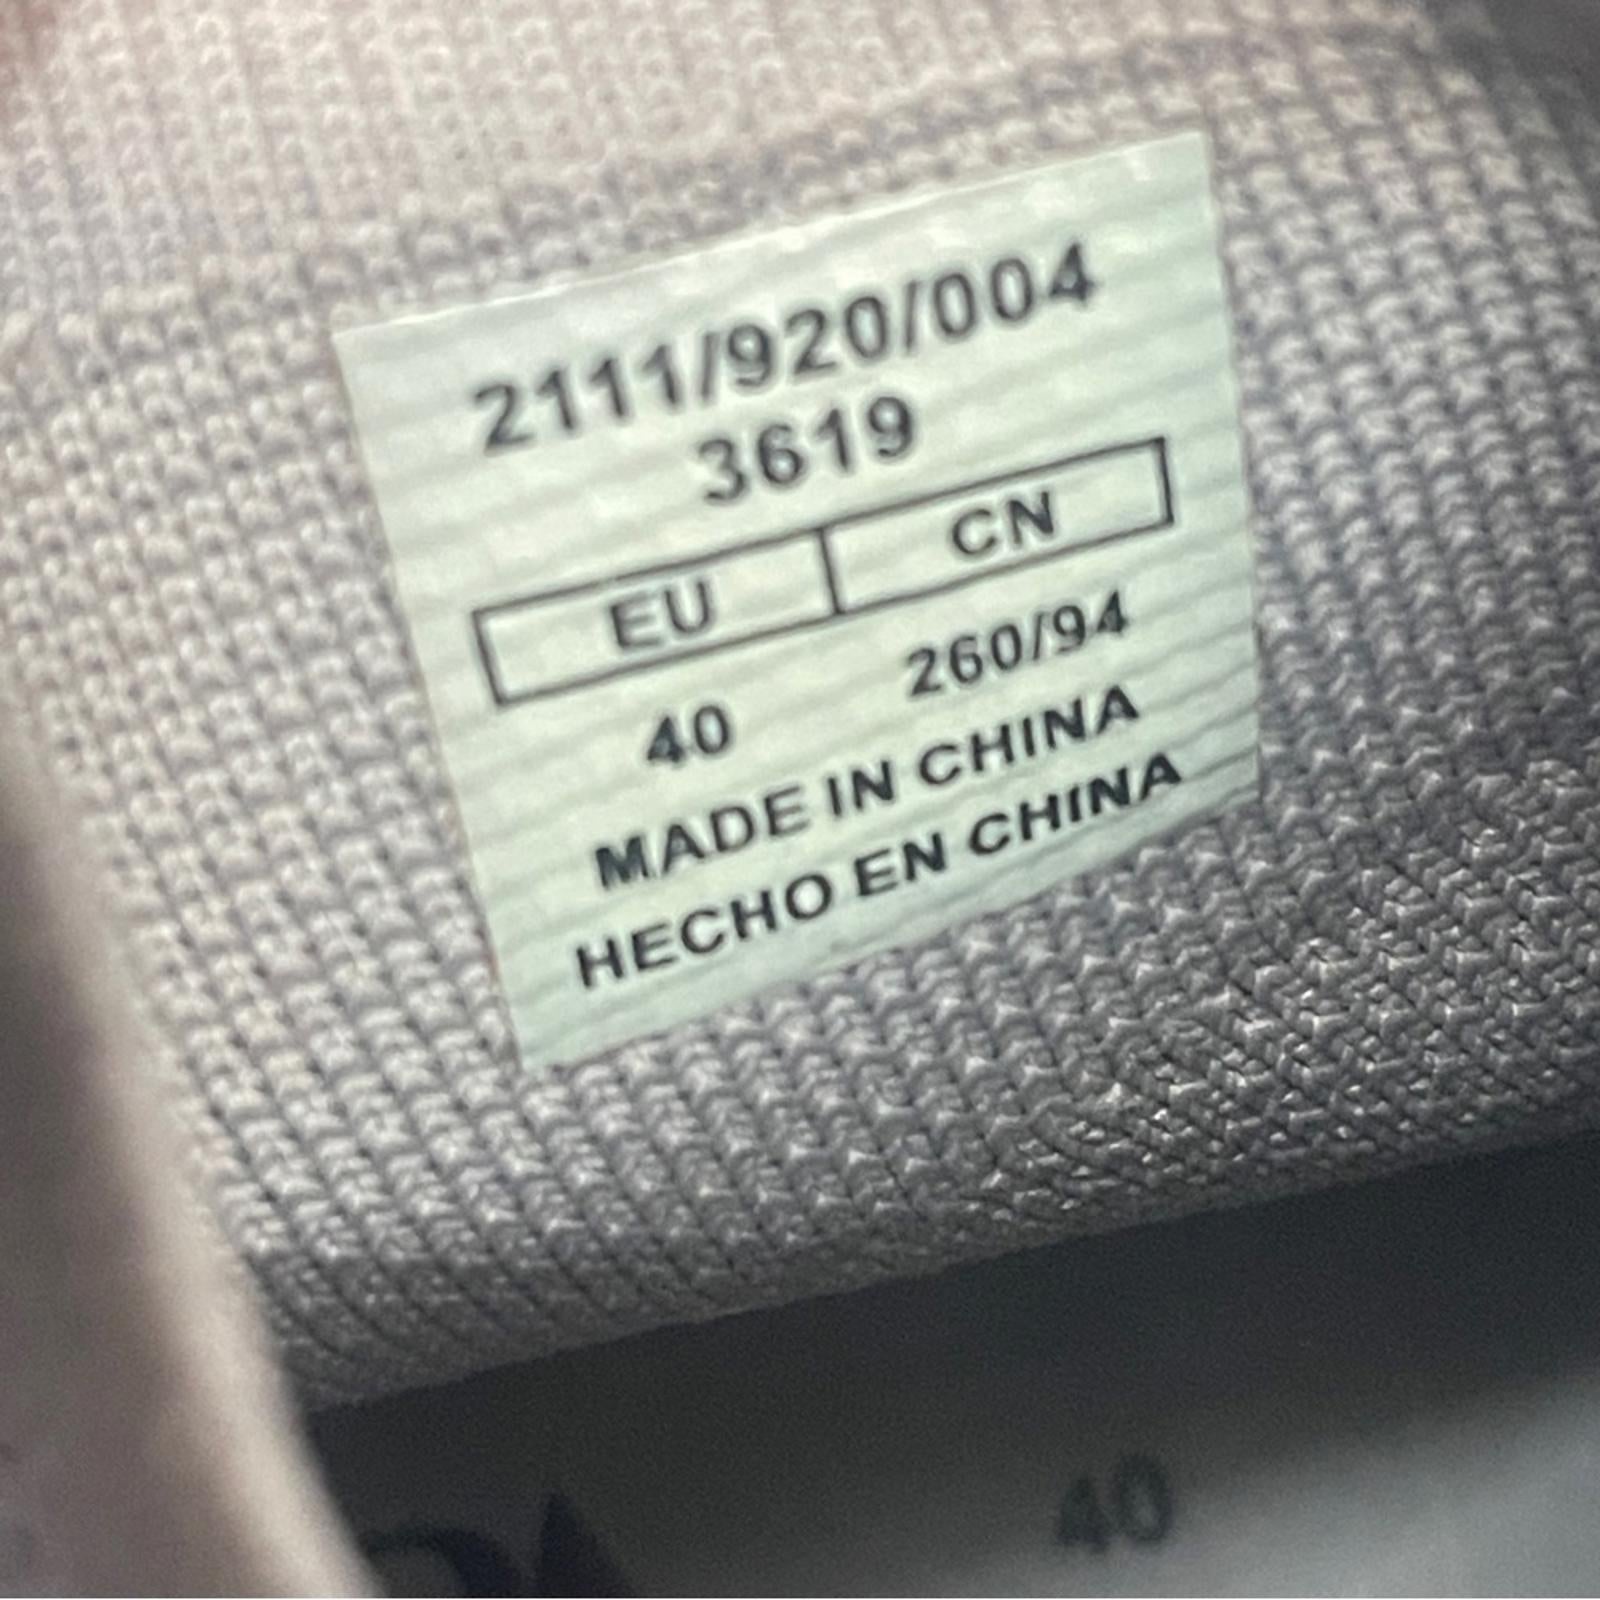 2111/920/004
3619
EU CN
40 260/94
MADE IN CHINA
HECHO EN CHINA
40